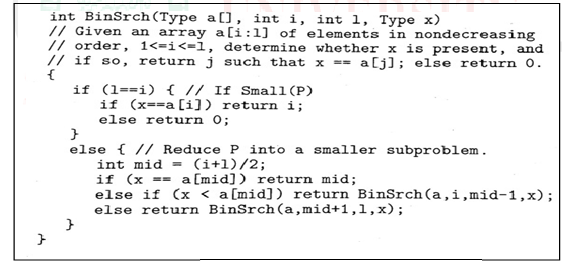 int BinSrch(Type a[], int i, int l, Type x)
// Given an array a[i:l] of elements in nondecreasing
// order, 1<=i<=l, determine whether x is present, and
// if so, return j such that x == a[j]; else return 0.
{
if (l==i) { // If Small(P)
if (x==a[i]) return i;
else return 0;
}
else { // Reduce P into a smaller subproblem.
int mid = (i+l)/2;
if (x == a[mid]) return mid;
else if (x < a[mid]) return BinSrch(a,i,mid-1,x);
else return BinSrch(a,mid+1,l,x);
}
}